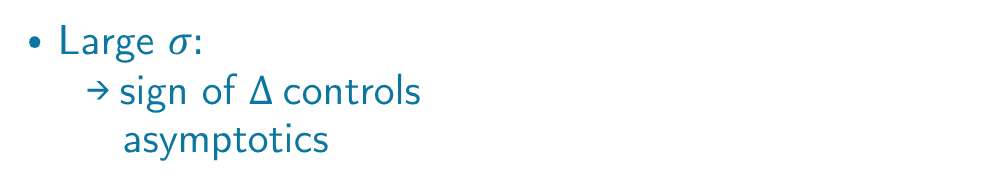 • Large σ:
→ sign of Δ controls
asymptotics